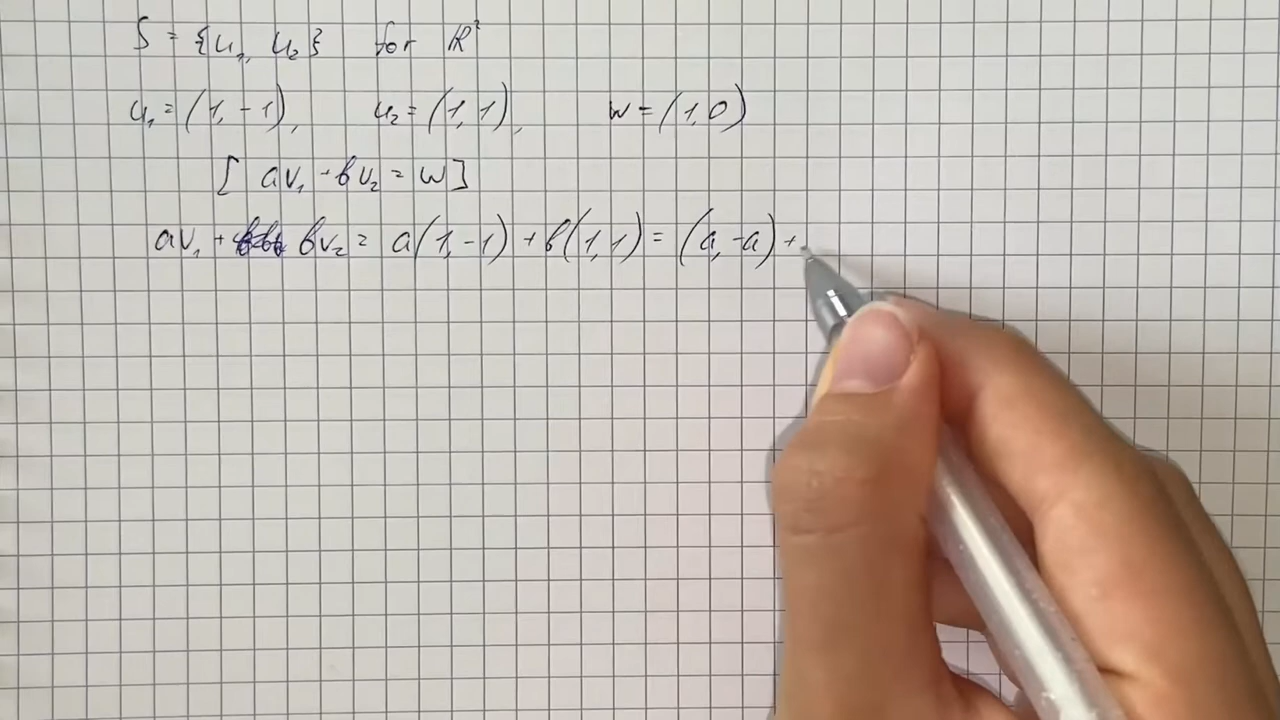 S = {u₁, u₂} for ℝ²
u₁ = (1, -1), u₂ = (1, 1), w = (1,0)
[ av₁ + bv₂ = w ]
av₁ + bv₂ = a(1, -1) + b(1, 1) = (a, -a) +